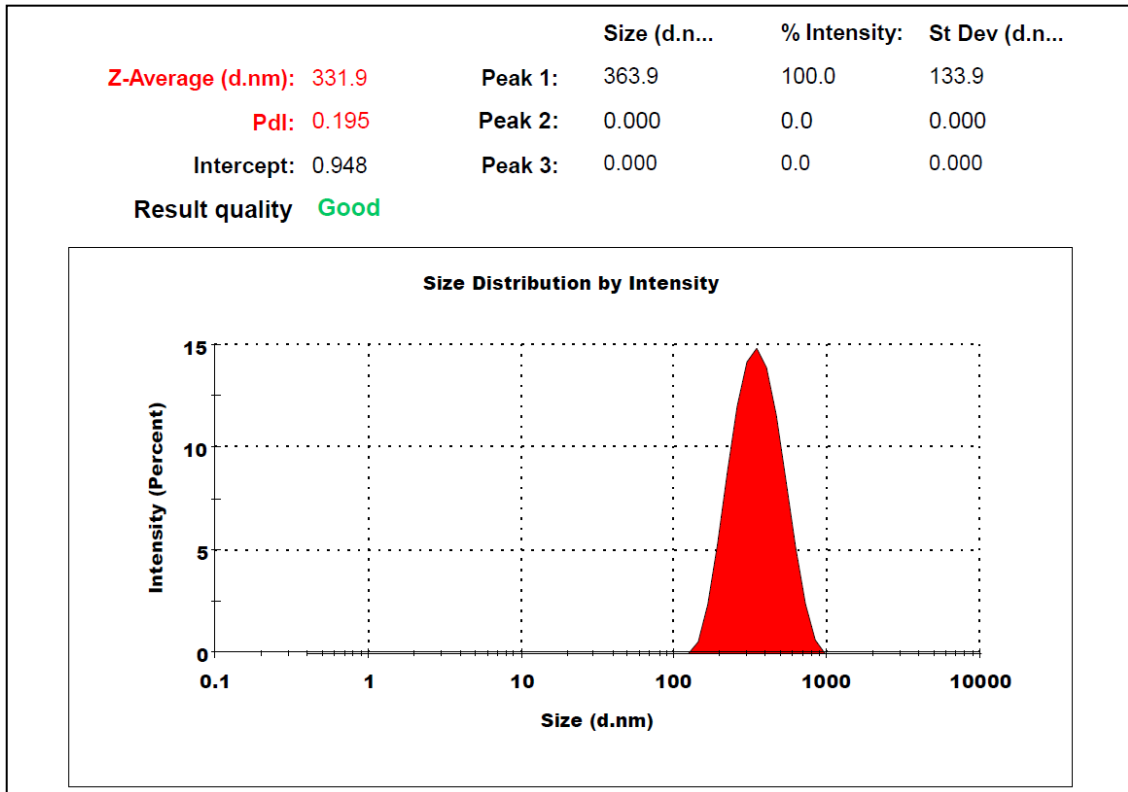 Size (d.n... % Intensity: St Dev (d.n...
Z-Average (d.nm): 331.9 Peak 1: 363.9 100.0 133.9
PdI: 0.195 Peak 2: 0.000 0.0 0.000
Intercept: 0.948 Peak 3: 0.000 0.0 0.000
Result quality Good
Size Distribution by Intensity
Intensity (Percent)
15
10
5
0
0.1 1 10 100 1000 10000
Size (d.nm)